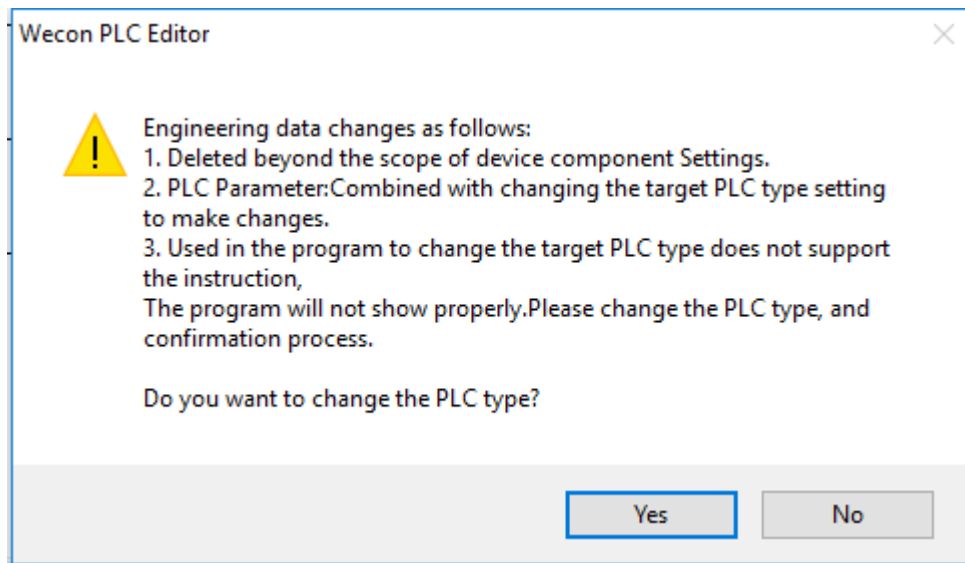 Wecon PLC Editor
Engineering data changes as follows:
1. Deleted beyond the scope of device component Settings.
2. PLC Parameter:Combined with changing the target PLC type setting
to make changes.
3. Used in the program to change the target PLC type does not support
the instruction,
The program will not show properly.Please change the PLC type, and
confirmation process.
Do you want to change the PLC type?
Yes
No